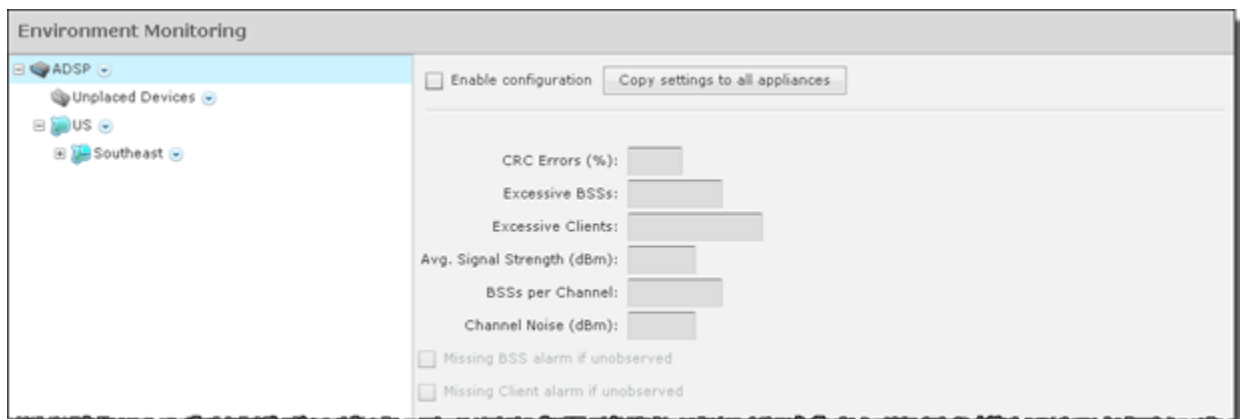 Environment Monitoring
ADSP
Unplaced Devices
US
Southeast
Enable configuration Copy settings to all appliances
CRC Errors (%):
Excessive BSSs:
Excessive Clients:
Avg. Signal Strength (dBm):
BSSs per Channel:
Channel Noise (dBm):
Missing BSS alarm if unobserved
Missing Client alarm if unobserved